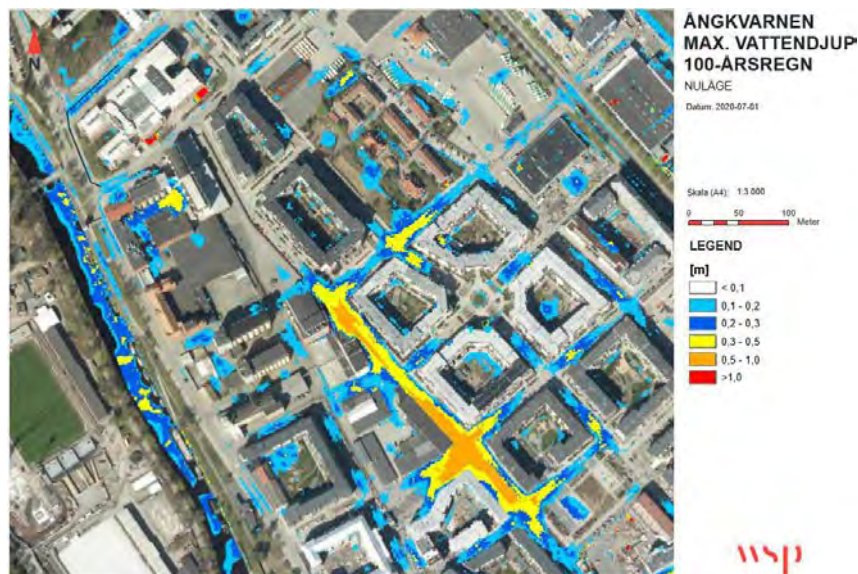 ÅNGKVARNEN
MAX. VATTENDJUP
100-ÅRSREGN
NULÄGE
Datum: 2020-07-01
N
Skala (A4): 1:3 000
0 50 100
Meter
LEGEND
[m]
< 0,1
0,1 - 0,2
0,2 - 0,3
0,3 - 0,5
0,5 - 1,0
>1,0
wsp